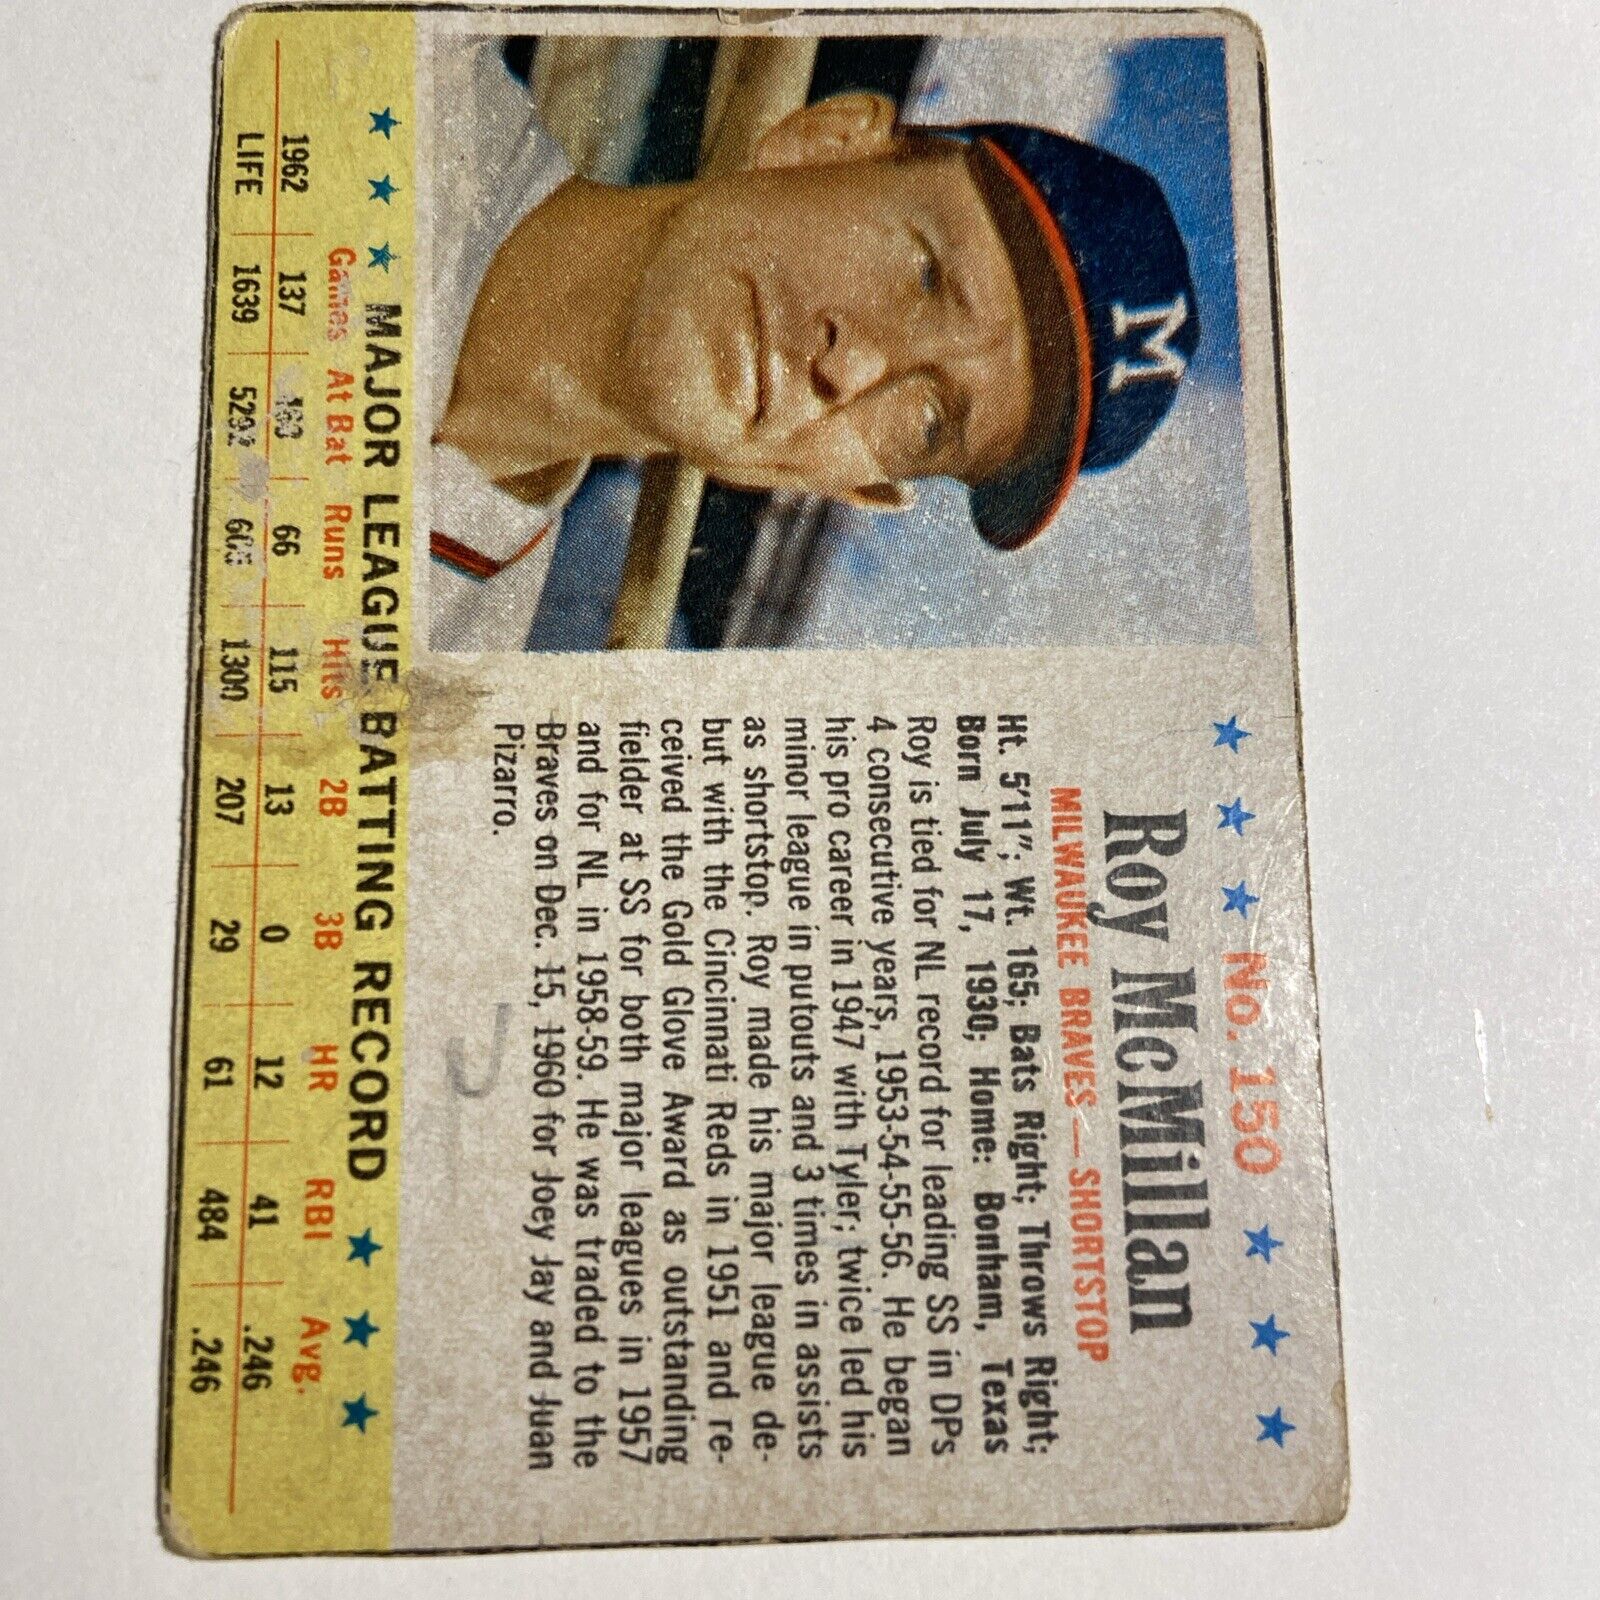 M
No. 150
Roy McMillan
MILWAUKEE BRAVES—SHORTSTOP
Ht. 5'11"; Wt. 165; Bats Right; Throws Right;
Born July 17, 1930; Home: Bonham, Texas
Roy is tied for NL record for leading SS in DPs
4 consecutive years, 1953-54-55-56. He began
his pro career in 1947 with Tyler; twice led his
minor league in putouts and 3 times in assists
as shortstop. Roy made his major league de-
but with the Cincinnati Reds in 1951 and re-
ceived the Gold Glove Award as outstanding
fielder at SS for both major leagues in 1957
and for NL in 1958-59. He was traded to the
Braves on Dec. 15, 1960 for Joey Jay and Juan
Pizarro.
MAJOR LEAGUE BATTING RECORD
Games At Bat Runs Hits 2B 3B HR RBI Avg.
1962 137 66 115 13 0 12 41 .246
LIFE 1639 1300 207 29 61 484 .246